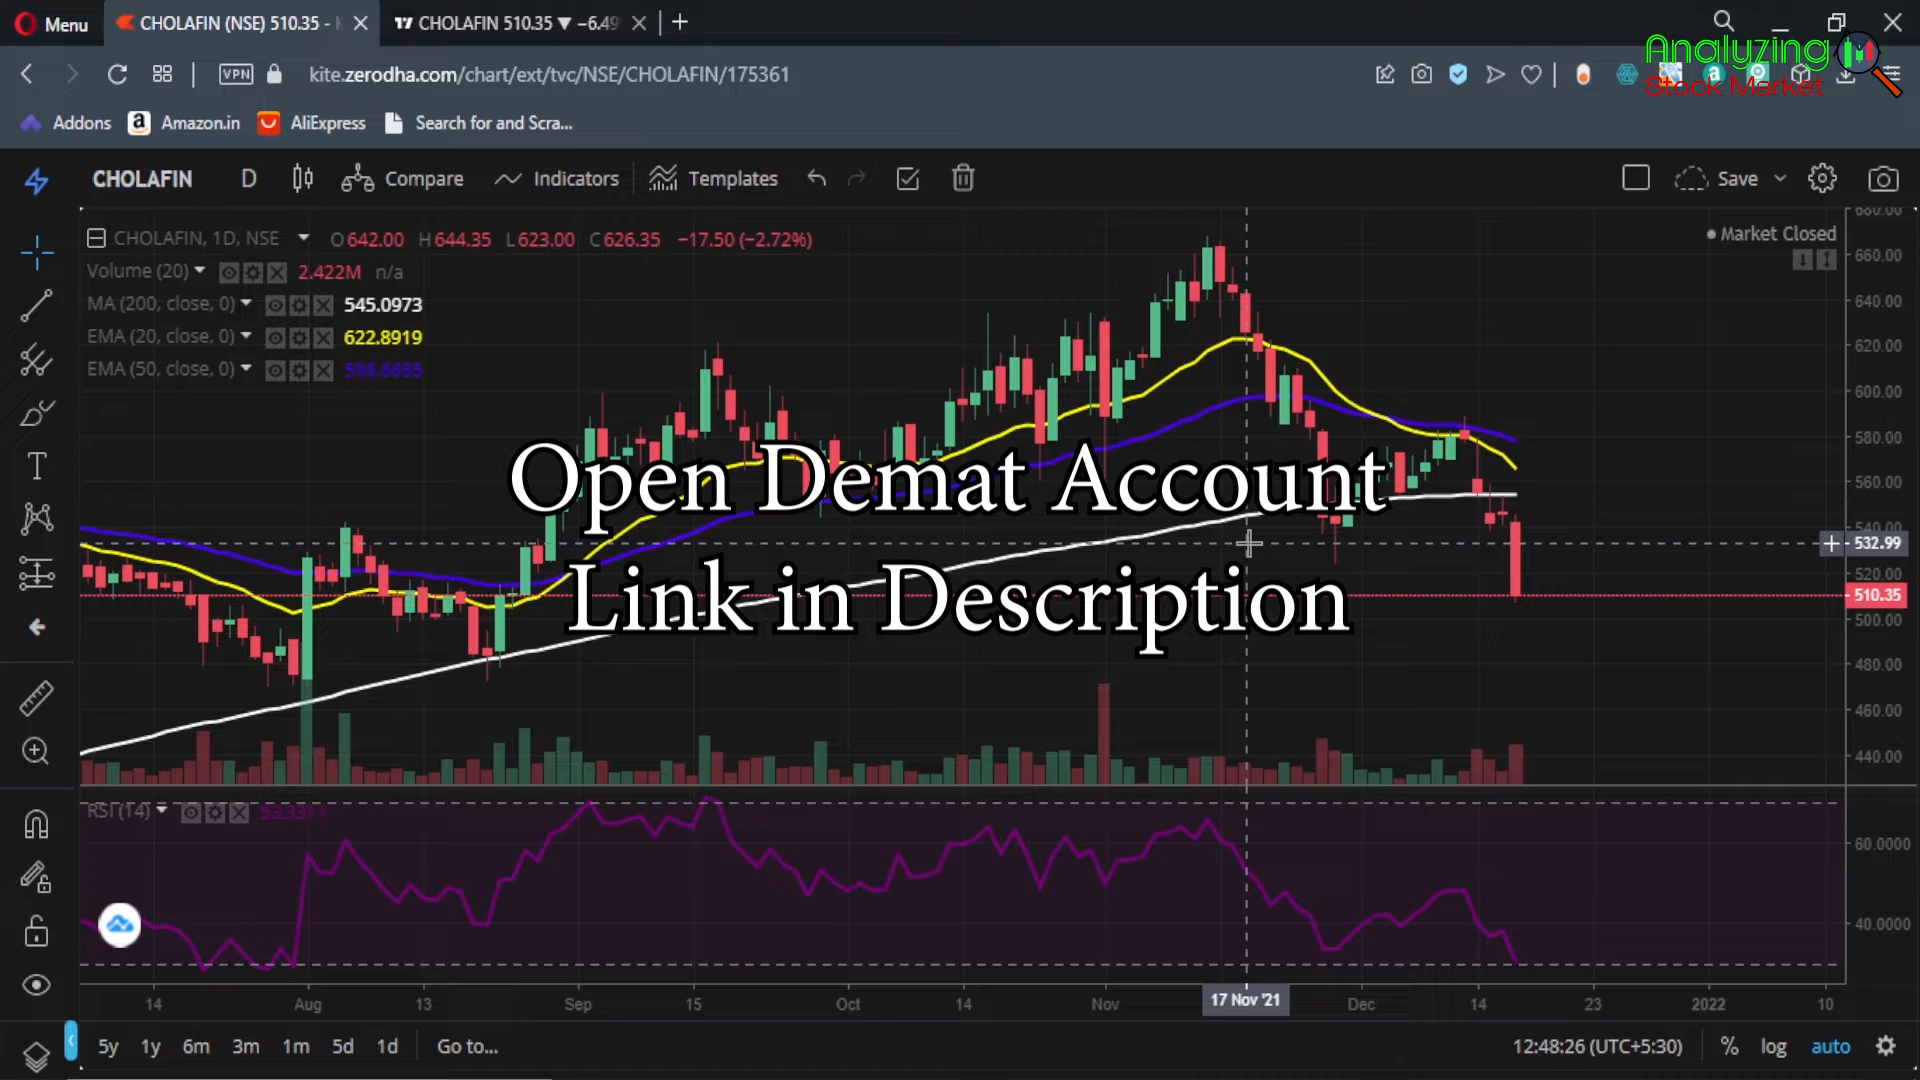 Menu
CHOLAFIN (NSE) 510.35 -
CHOLAFIN 510.35 ▼ −6.49
Analyzing
Stock Market
VPN
kite.zerodha.com/chart/ext/tvc/NSE/CHOLAFIN/175361
Addons
Amazon.in
AliExpress
Search for and Scra...
CHOLAFIN
D
Compare
Indicators
Templates
Save
CHOLAFIN, 1D, NSE
O642.00 H644.35 L623.00 C626.35 −17.50 (−2.72%)
Market Closed
Volume (20) 2.422M n/a
MA (200, close, 0) 545.0973
EMA (20, close, 0) 622.8919
EMA (50, close, 0)
680.00
660.00
640.00
620.00
600.00
580.00
560.00
540.00
532.99
520.00
510.35
500.00
480.00
460.00
440.00
Open Demat Account
Link in Description
RSI (14)
60.0000
40.0000
14 Aug 13 Sep 15 Oct 14 Nov 17 Nov '21 Dec 14 23 2022 10
5y 1y 6m 3m 1m 5d 1d Go to...
12:48:26 (UTC+5:30) % log auto